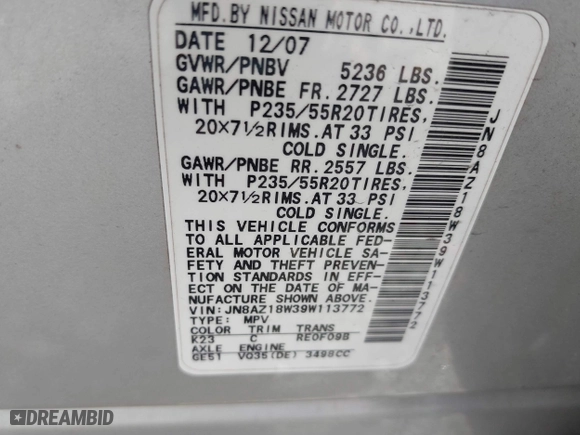 MFD.BY NISSAN MOTOR CO.,LTD.
DATE 12/07
GVWR/PNBV 5236 LBS.
GAWR/PNBE FR. 2727 LBS.
WITH P235/55R20TIRES,
20×7½RIMS.AT 33 PSI
COLD SINGLE.
GAWR/PNBE RR. 2557 LBS.
WITH P235/55R20TIRES,
20×7½RIMS.AT 33 PSI
COLD SINGLE.
THIS VEHICLE CONFORMS
TO ALL APPLICABLE FED-
ERAL MOTOR VEHICLE SA-
FETY AND THEFT PREVEN-
TION STANDARDS IN EFF-
ECT ON THE DATE OF MA-
NUFACTURE SHOWN ABOVE.
VIN:JN8AZ18W39W113772
TYPE: MPV
COLOR TRIM TRANS
K23 C RE0F09B
AXLE ENGINE
GE51 VQ35(DE) 3498CC
JN8AZ18W39W113772
DREAMBID